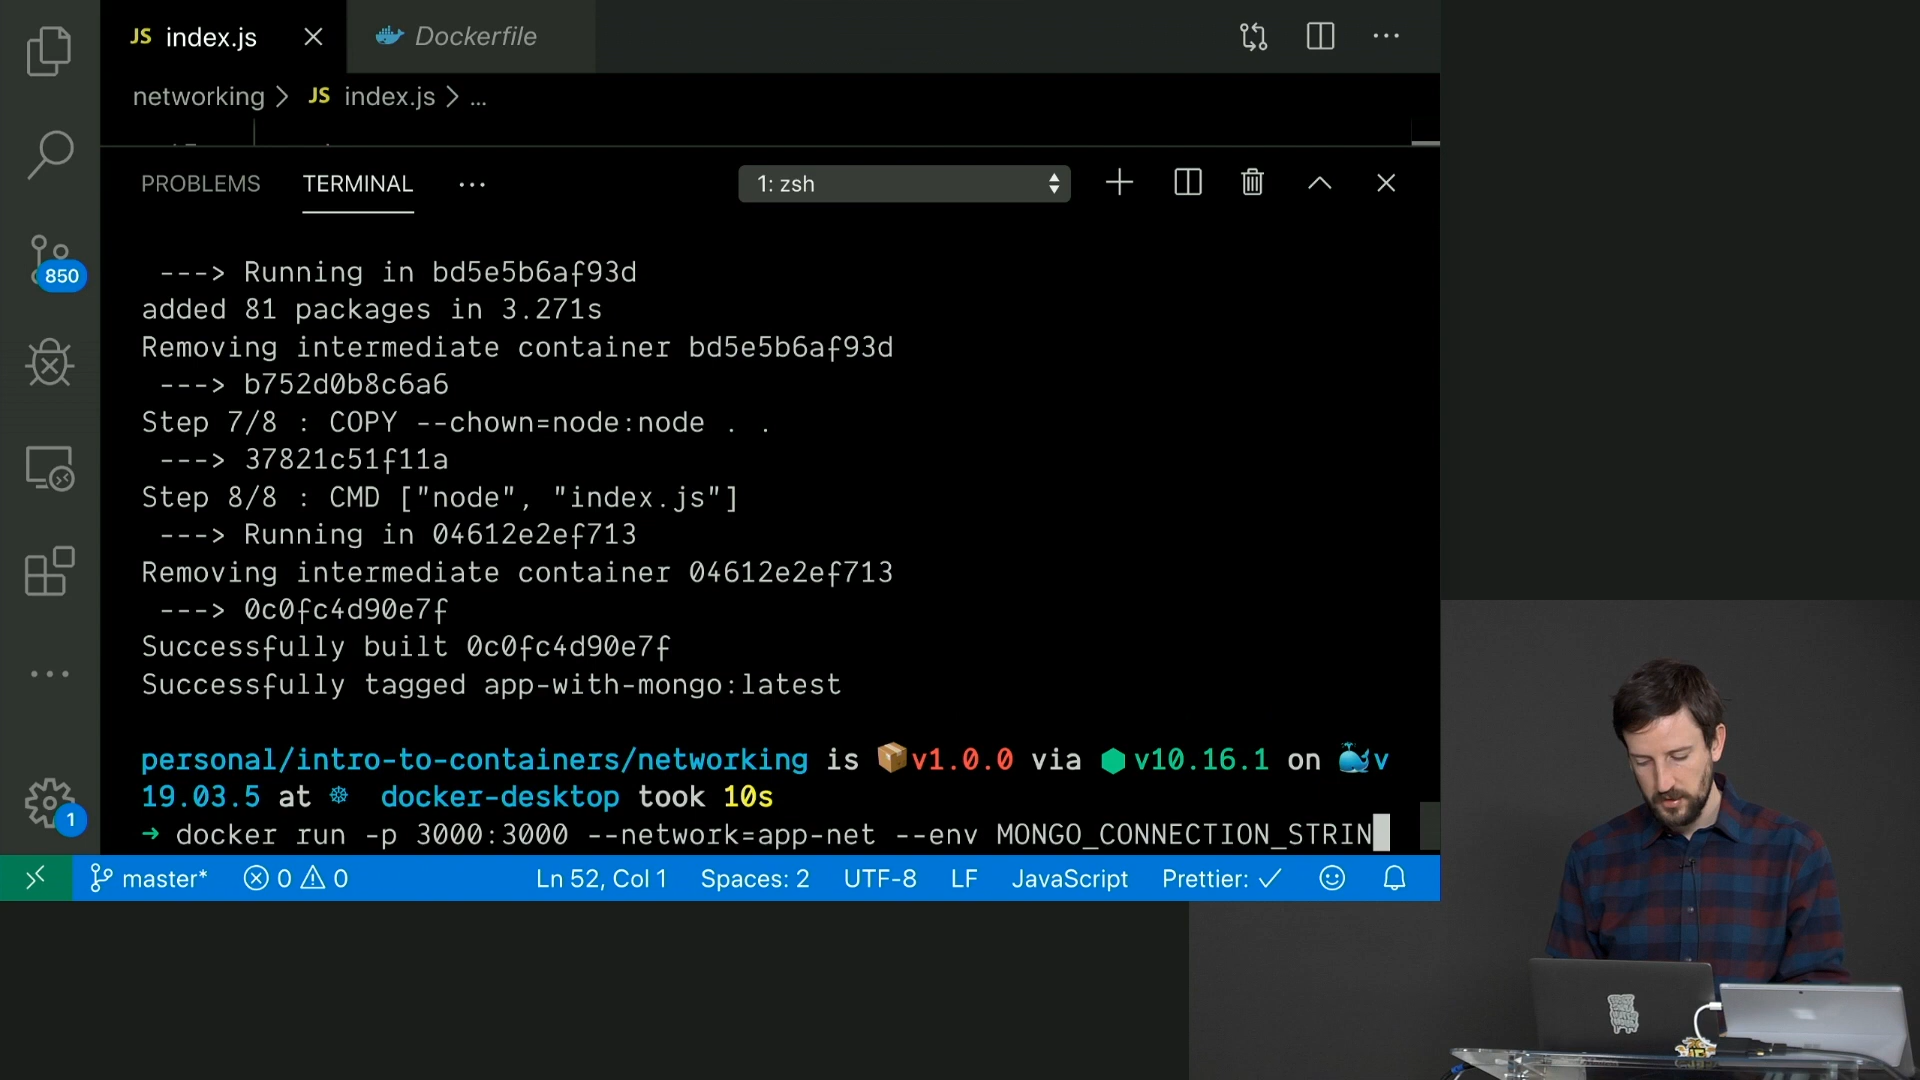 JS index.js
Dockerfile
networking > JS index.js > ...
PROBLEMS
TERMINAL
1: zsh
850
---> Running in bd5e5b6af93d
added 81 packages in 3.271s
Removing intermediate container bd5e5b6af93d
---> b752d0b8c6a6
Step 7/8 : COPY --chown=node:node . .
---> 37821c51f11a
Step 8/8 : CMD ["node", "index.js"]
---> Running in 04612e2ef713
Removing intermediate container 04612e2ef713
---> 0c0fc4d90e7f
Successfully built 0c0fc4d90e7f
Successfully tagged app-with-mongo:latest
personal/intro-to-containers/networking is 📦v1.0.0 via ⬢ v10.16.1 on 🐳 v
19.03.5 at ☸ docker-desktop took 10s
1
➜ docker run -p 3000:3000 --network=app-net --env MONGO_CONNECTION_STRIN
master* 0 0 Ln 52, Col 1 Spaces: 2 UTF-8 LF JavaScript Prettier: ✓